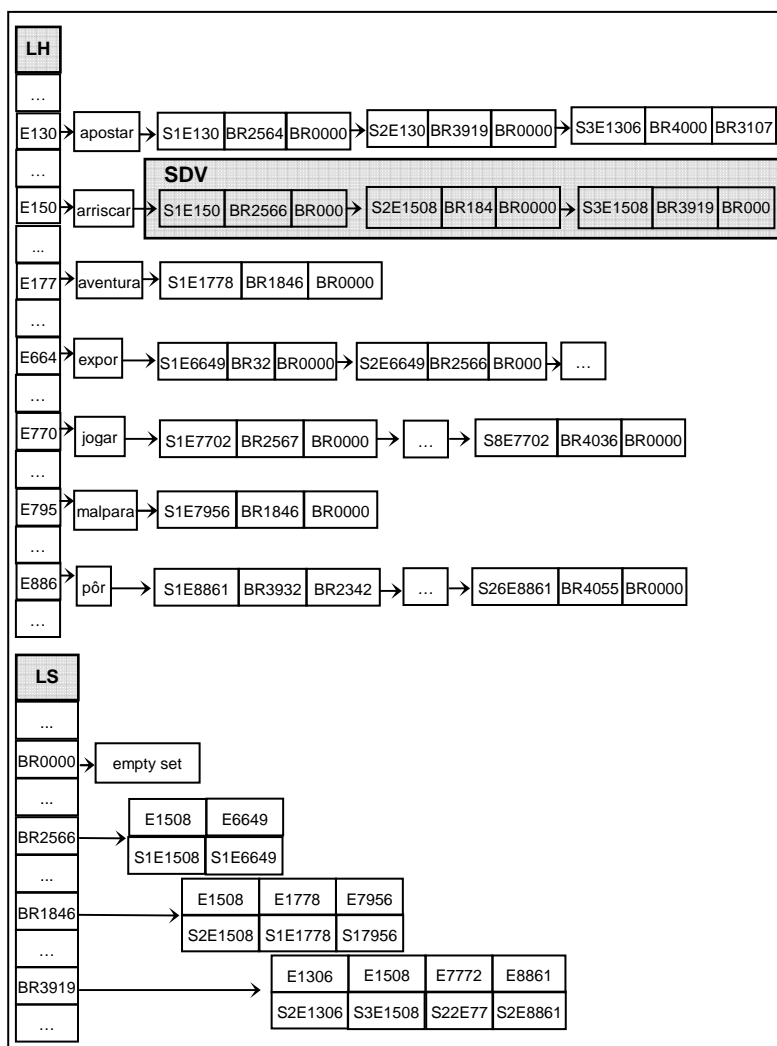 LH
…
E130 apostar S1E130 BR2564 BR0000 S2E130 BR3919 BR0000 S3E1306 BR4000 BR3107
…
SDV
E150 arriscar S1E150 BR2566 BR000 S2E1508 BR184 BR0000 S3E1508 BR3919 BR000
...
E177 aventura S1E1778 BR1846 BR0000
…
E664 expor S1E6649 BR32 BR0000 S2E6649 BR2566 BR000 …
…
E770 jogar S1E7702 BR2567 BR0000 … S8E7702 BR4036 BR0000
…
E795 malpara S1E7956 BR1846 BR0000
…
E886 pôr S1E8861 BR3932 BR2342 … S26E8861 BR4055 BR0000
…
LS
...
BR0000 empty set
...
E1508 E6649
BR2566
S1E1508 S1E6649
...
E1508 E1778 E7956
BR1846
S2E1508 S1E1778 S17956
…
E1306 E1508 E7772 E8861
BR3919
S2E1306 S3E1508 S22E77 S2E8861
…